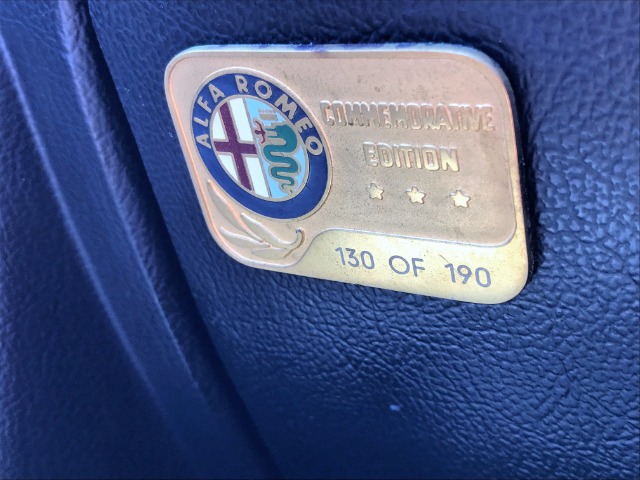 ALFA ROMEO
COMMEMORATIVE
EDITION
130 OF 190